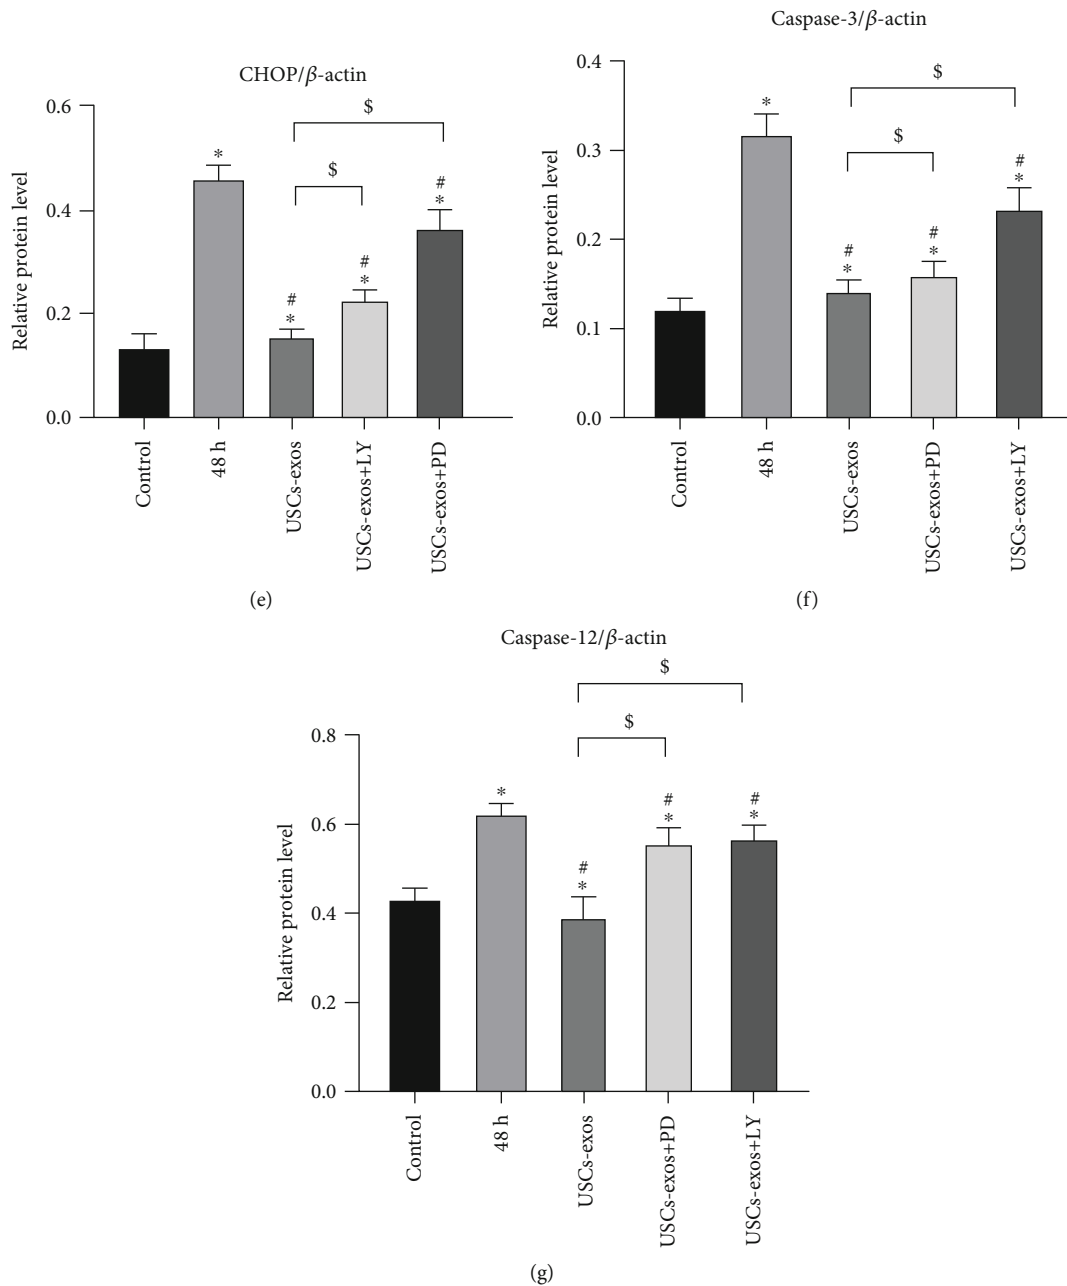 CHOP/β-actin
Relative protein level
0.6
0.4
0.2
0.0
*
#
*
#
*
#
*
$
$
Control
48 h
USCs-exos
USCs-exos+LY
USCs-exos+PD
(e)
Caspase-3/β-actin
Relative protein level
0.4
0.3
0.2
0.1
0.0
*
#
*
#
*
#
*
$
$
Control
48 h
USCs-exos
USCs-exos+PD
USCs-exos+LY
(f)
Caspase-12/β-actin
Relative protein level
0.8
0.6
0.4
0.2
0.0
*
#
*
#
*
#
*
$
$
Control
48 h
USCs-exos
USCs-exos+PD
USCs-exos+LY
(g)